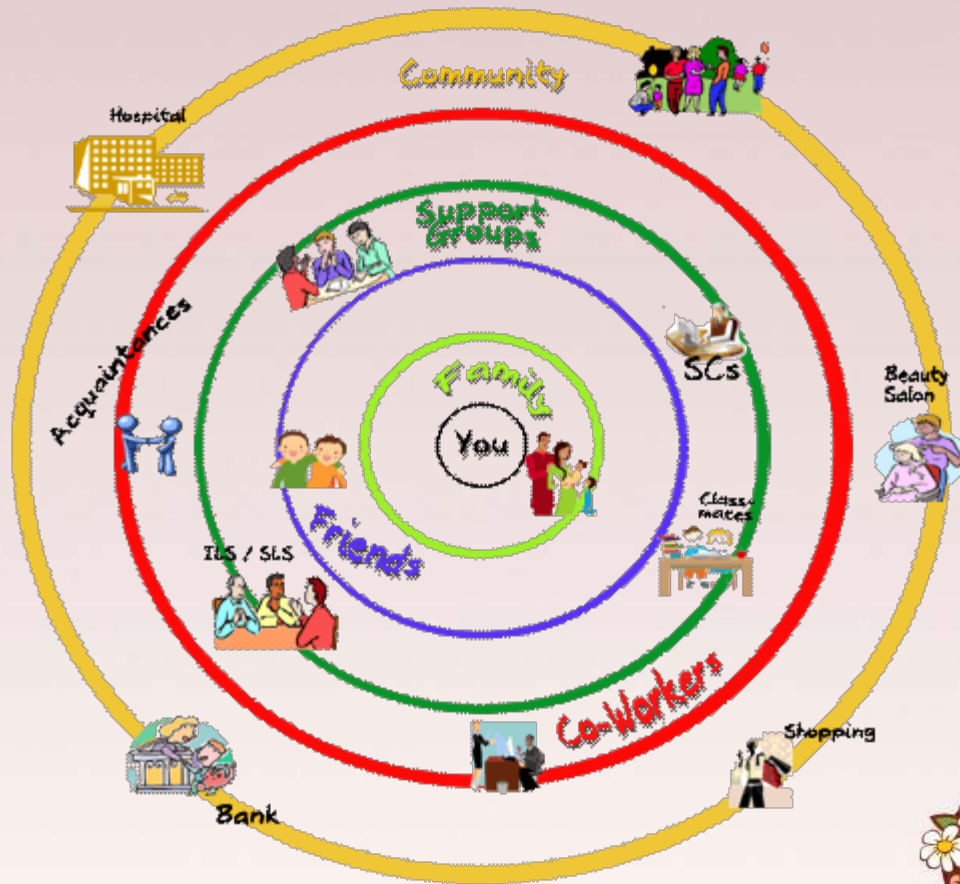 Community
Hospital
Support
Groups
Acquaintances
SCs
Family
Beauty
Salon
You
Class-
mates
Friends
ILS / SLS
Co-Workers
Shopping
Bank